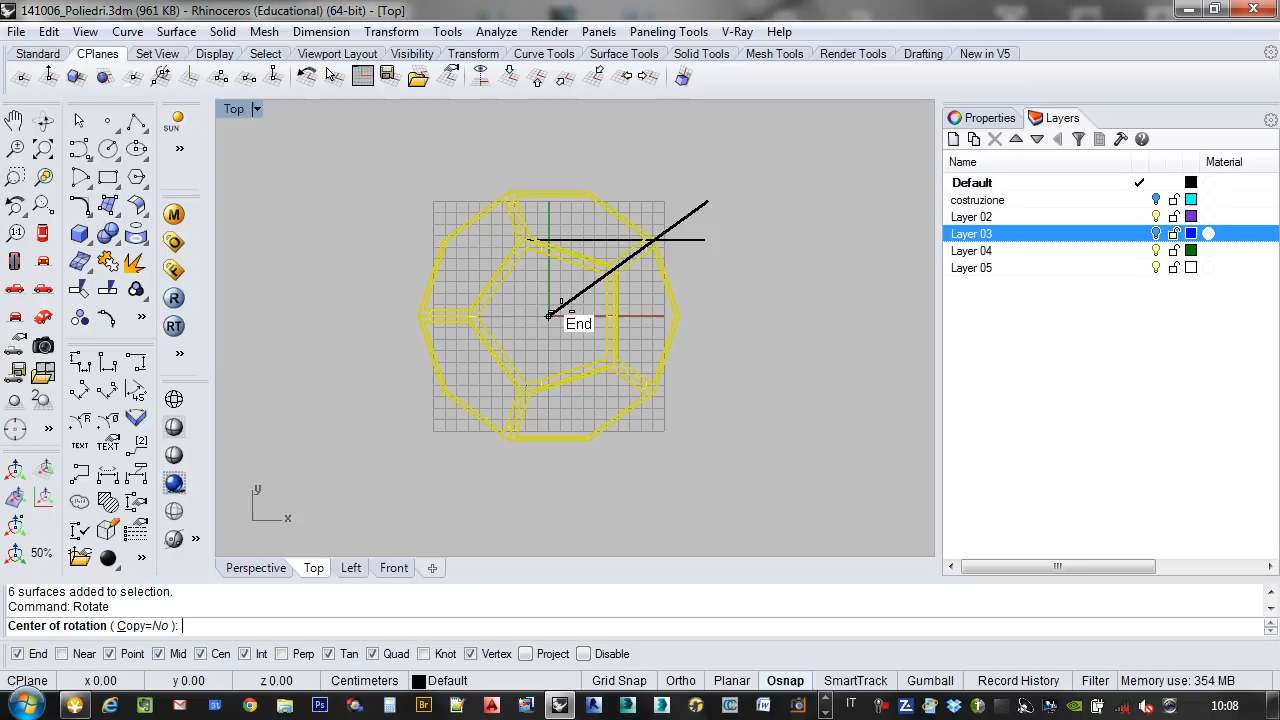 141006_Poliedri.3dm (961 KB) - Rhinoceros (Educational) (64-bit) - [Top]
File Edit View Curve Surface Solid Mesh Dimension Transform Tools Analyze Render Panels Paneling Tools V-Ray Help
Standard CPlanes Set View Display Select Viewport Layout Visibility Transform Curve Tools Surface Tools Solid Tools Mesh Tools Render Tools Drafting New in V5
Top
Properties Layers
Name Material
Default
costruzione
Layer 02
Layer 03
Layer 04
Layer 05
SUN
M
R
RT
End
TEXT TEXT
50%
y
x
Perspective Top Left Front
6 surfaces added to selection.
Command: Rotate
Center of rotation ( Copy=No ):
End Near Point Mid Cen Int Perp Tan Quad Knot Vertex Project Disable
CPlane x 0.00 y 0.00 z 0.00 Centimeters Default Grid Snap Ortho Planar Osnap SmartTrack Gumball Record History Filter Memory use: 354 MB
Ps Br IT 10:08